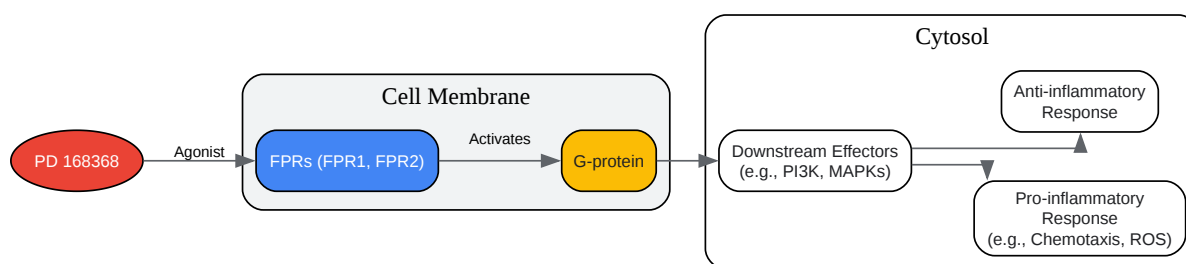 Cytosol
Cell Membrane
Anti-inflammatory
Response
PD 168368
Agonist
FPRs (FPR1, FPR2)
Activates
G-protein
Downstream Effectors
(e.g., PI3K, MAPKs)
Pro-inflammatory
Response
(e.g., Chemotaxis, ROS)